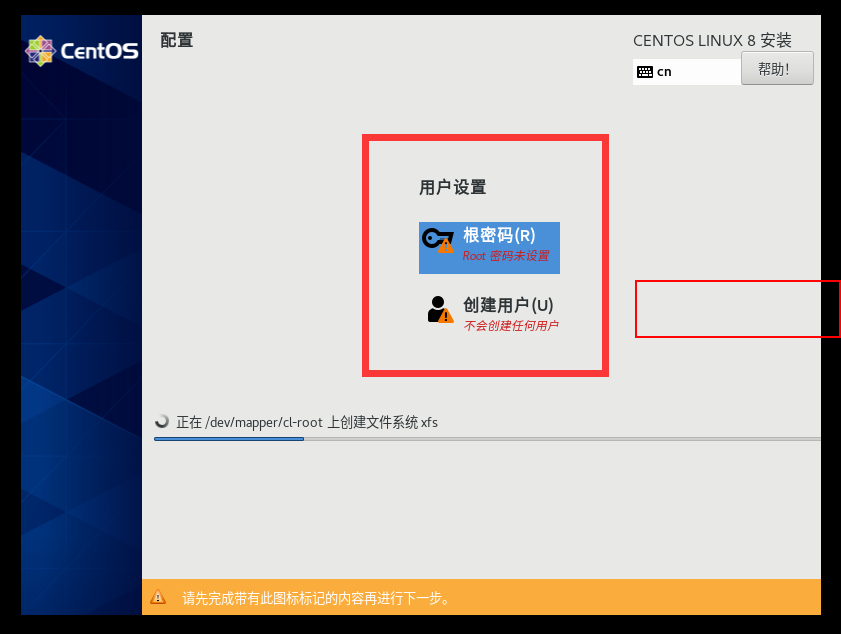 CentOS
配置
CENTOS LINUX 8 安装
cn
帮助！
用户设置
根密码(R)
Root 密码未设置
创建用户(U)
不会创建任何用户
正在 /dev/mapper/cl-root 上创建文件系统 xfs
请先完成带有此图标标记的内容再进行下一步。